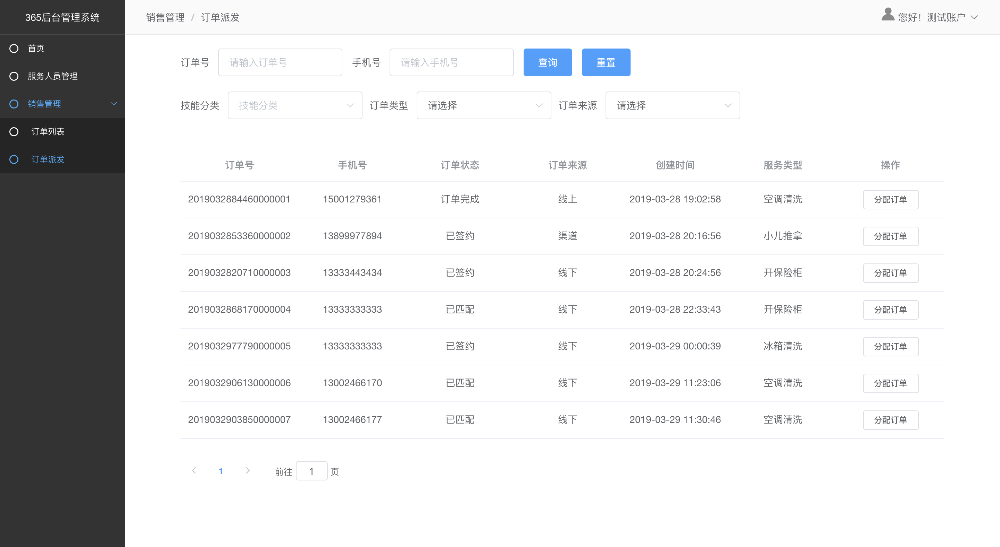 365后台管理系统
首页
服务人员管理
销售管理
订单列表
订单派发
销售管理 / 订单派发
您好！测试账户
订单号 请输入订单号 手机号 请输入手机号 查询 重置
技能分类 技能分类 订单类型 请选择 订单来源 请选择
订单号 手机号 订单状态 订单来源 创建时间 服务类型 操作
2019032884460000001 15001279361 订单完成 线上 2019-03-28 19:02:58 空调清洗 分配订单
2019032853360000002 13899977894 已签约 渠道 2019-03-28 20:16:56 小儿推拿 分配订单
2019032820710000003 13333443434 已签约 线下 2019-03-28 20:24:56 开保险柜 分配订单
2019032868170000004 13333333333 已匹配 线下 2019-03-28 22:33:43 开保险柜 分配订单
2019032977790000005 13333333333 已签约 线下 2019-03-29 00:00:39 冰箱清洗 分配订单
2019032906130000006 13002466170 已匹配 线下 2019-03-29 11:23:06 空调清洗 分配订单
2019032903850000007 13002466177 已匹配 线下 2019-03-29 11:30:46 空调清洗 分配订单
1 前往 1 页